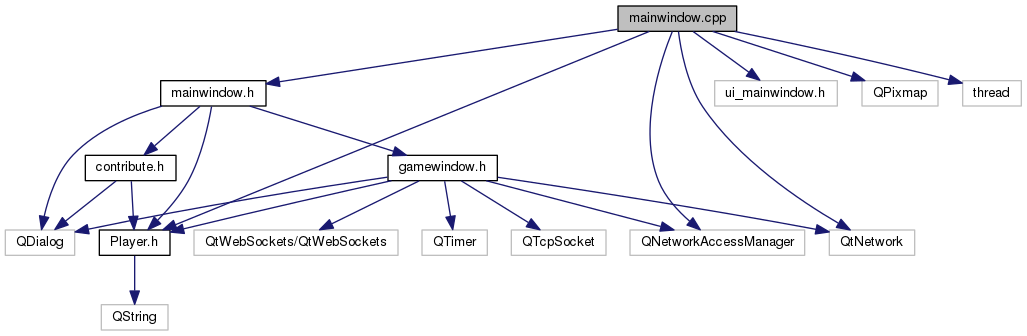 mainwindow.cpp
mainwindow.h
ui_mainwindow.h
QPixmap
thread
contribute.h
gamewindow.h
QDialog
Player.h
QtWebSockets/QtWebSockets
QTimer
QTcpSocket
QNetworkAccessManager
QtNetwork
QString